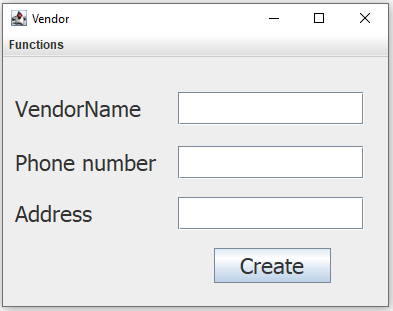 Vendor
Functions
VendorName
Phone number
Address
Create